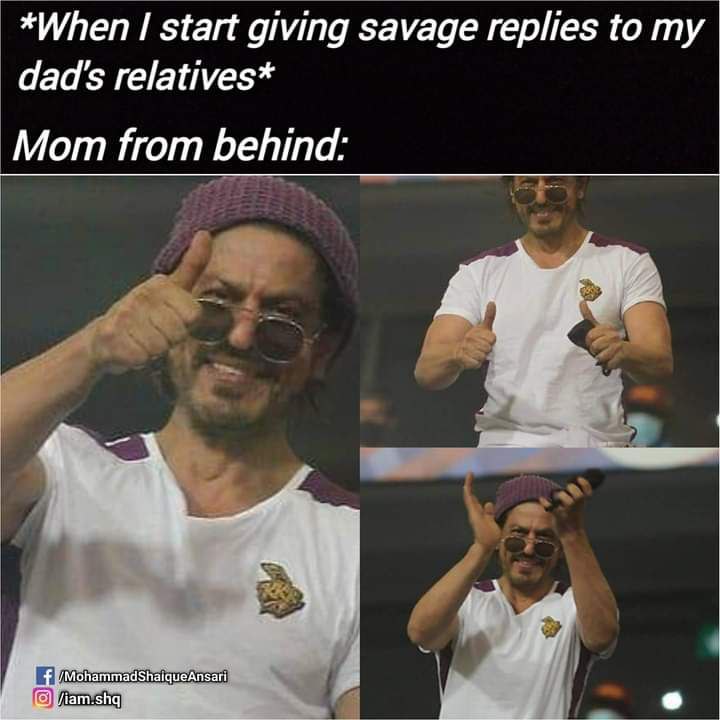 *When I start giving savage replies to my
dad's relatives*
Mom from behind:
/MohammadShaiqueAnsari
/iam.shq